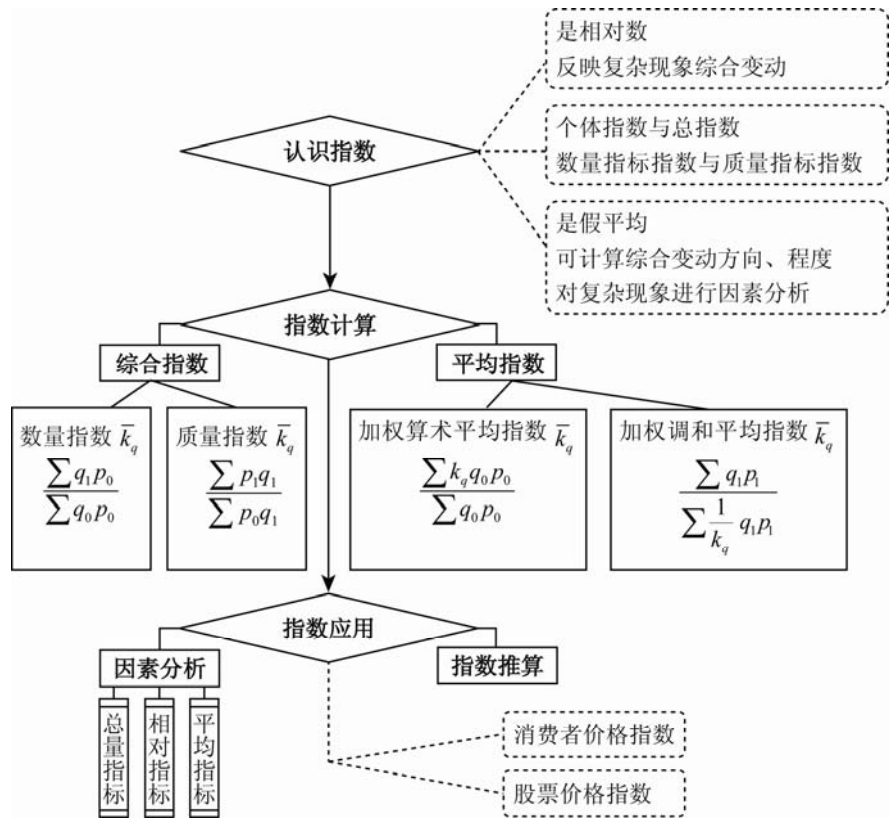 是相对数
反映复杂现象综合变动
认识指数
个体指数与总指数
数量指标指数与质量指标指数
是假平均
可计算综合变动方向、程度
对复杂现象进行因素分析
指数计算
综合指数
平均指数
数量指数 \overline{k}_q
\frac{\sum q_1 p_0}{\sum q_0 p_0}
质量指数 \overline{k}_q
\frac{\sum p_1 q_1}{\sum p_0 q_1}
加权算术平均指数 \overline{k}_q
\frac{\sum k_q q_0 p_0}{\sum q_0 p_0}
加权调和平均指数 \overline{k}_q
\frac{\sum q_1 p_1}{\sum \frac{1}{k_q} q_1 p_1}
指数应用
因素分析
指数推算
总量指标
相对指标
平均指标
消费者价格指数
股票价格指数